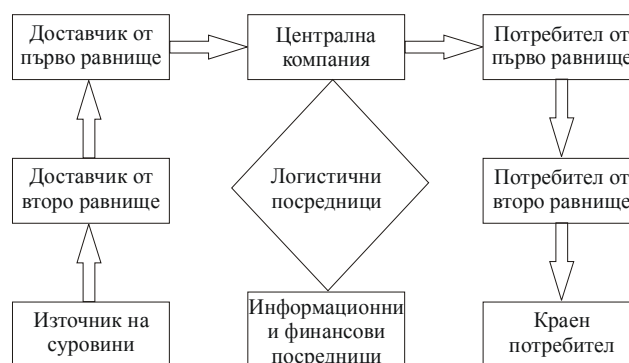 Доставчик от
първо равнище
Централна
компания
Потребител от
първо равнище
Доставчик от
второ равнище
Логистични
посредници
Потребител от
второ равнище
Източник на
суровини
Информационни
и финансови
посредници
Краен
потребител